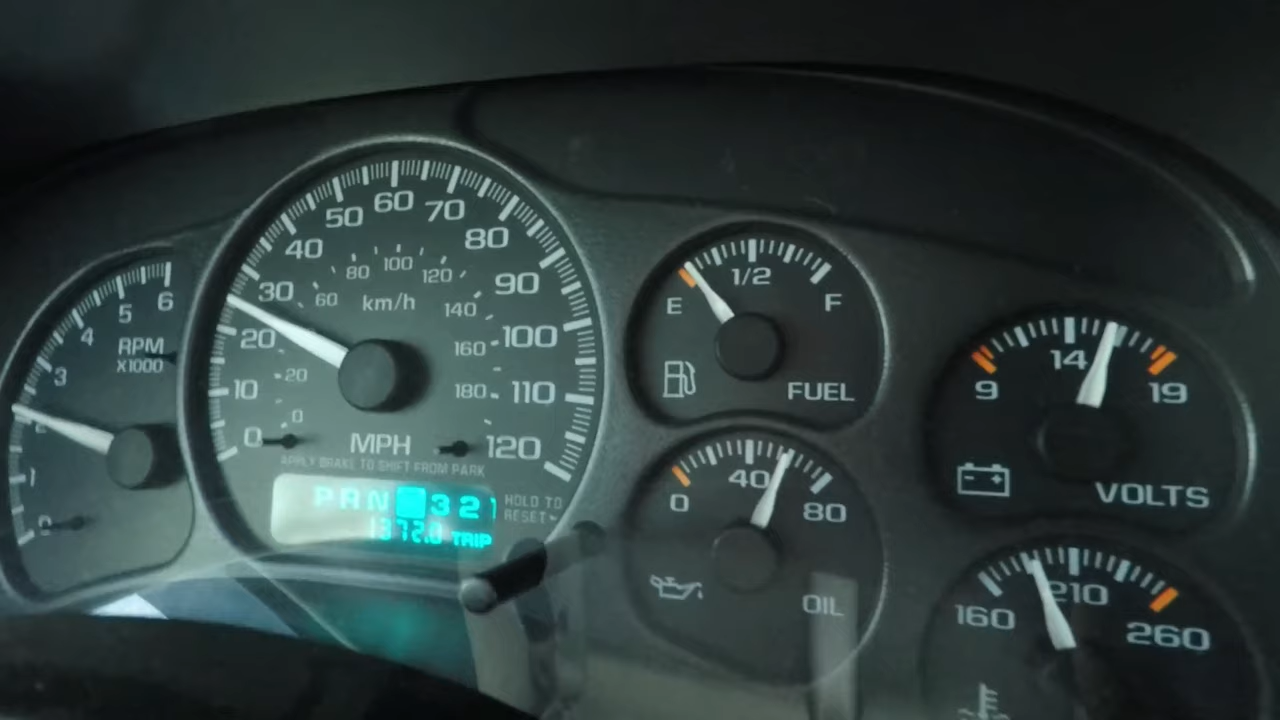 6
5
4
3
2
1
0
RPM
X1000
0
10
20
30
40
50
60
70
80
90
100
110
120
0
20
60
80
100
120
140
160
180
km/h
MPH
APPLY BRAKE TO SHIFT FROM PARK
PRN 321
TRIP
HOLD TO
RESET
E
1/2
F
FUEL
0
40
80
OIL
9
14
19
VOLTS
160
210
260